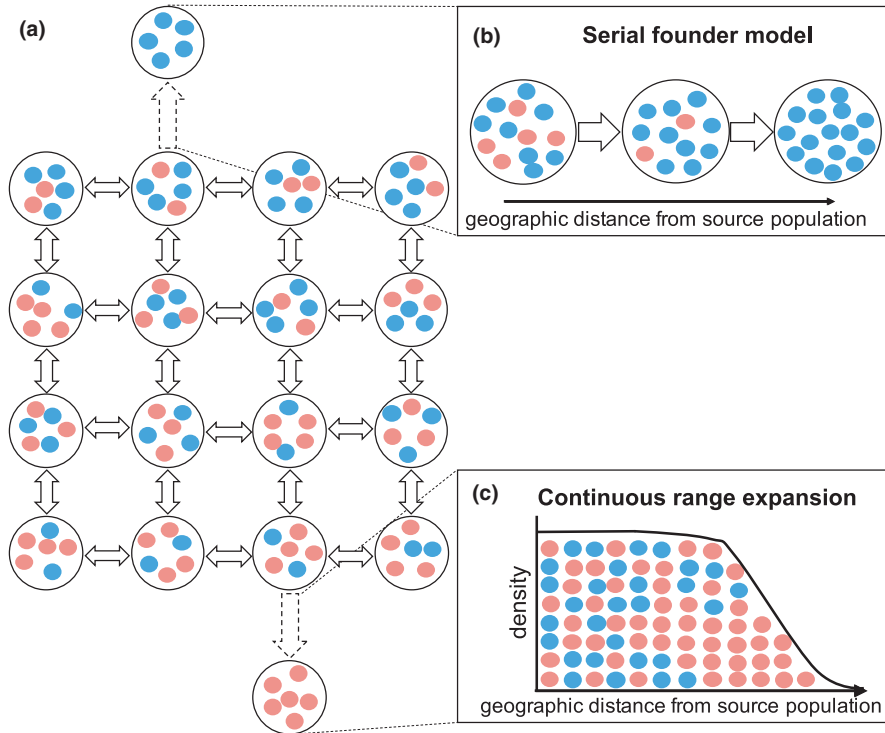 (a)
(b)
Serial founder model
geographic distance from source population
(c)
Continuous range expansion
density
geographic distance from source population